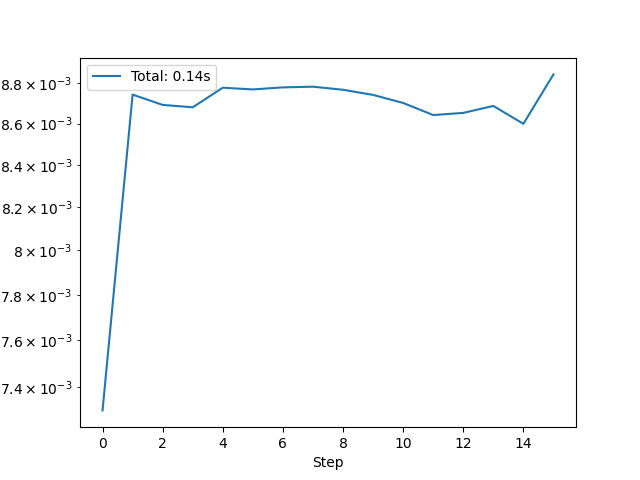 Total: 0.14s
8.8 × 10⁻³
8.6 × 10⁻³
8.4 × 10⁻³
8.2 × 10⁻³
8 × 10⁻³
7.8 × 10⁻³
7.6 × 10⁻³
7.4 × 10⁻³
0 2 4 6 8 10 12 14
Step